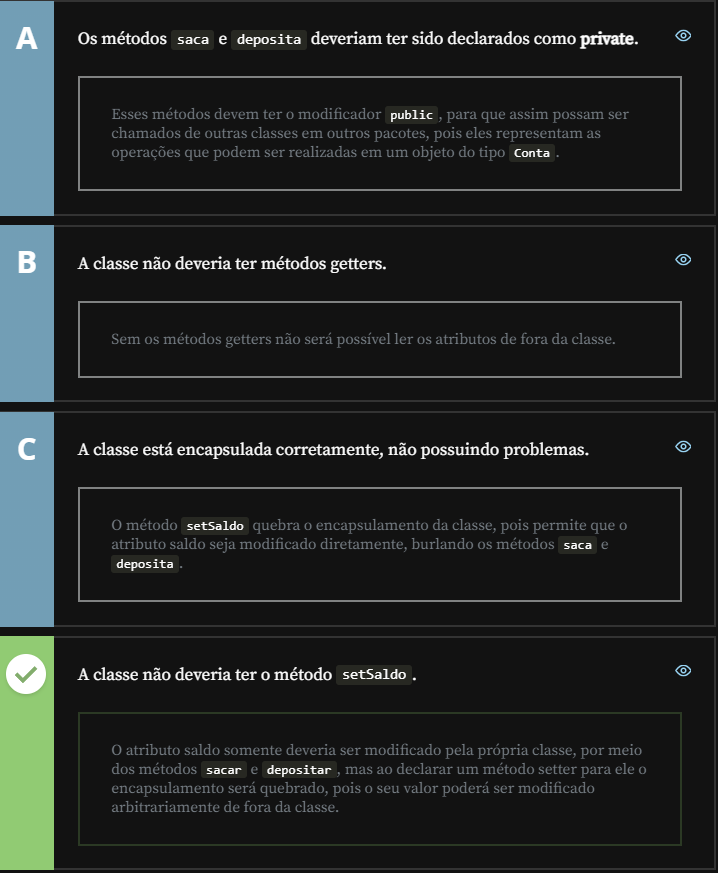 A
Os métodos saca e deposita deveriam ter sido declarados como private.
Esses métodos devem ter o modificador public, para que assim possam ser
chamados de outras classes em outros pacotes, pois eles representam as
operações que podem ser realizadas em um objeto do tipo Conta.
B
A classe não deveria ter métodos getters.
Sem os métodos getters não será possível ler os atributos de fora da classe.
C
A classe está encapsulada corretamente, não possuindo problemas.
O método setSaldo quebra o encapsulamento da classe, pois permite que o
atributo saldo seja modificado diretamente, burlando os métodos saca e
deposita.
A classe não deveria ter o método setSaldo.
O atributo saldo somente deveria ser modificado pela própria classe, por meio
dos métodos sacar e depositar, mas ao declarar um método setter para ele o
encapsulamento será quebrado, pois o seu valor poderá ser modificado
arbitrariamente de fora da classe.